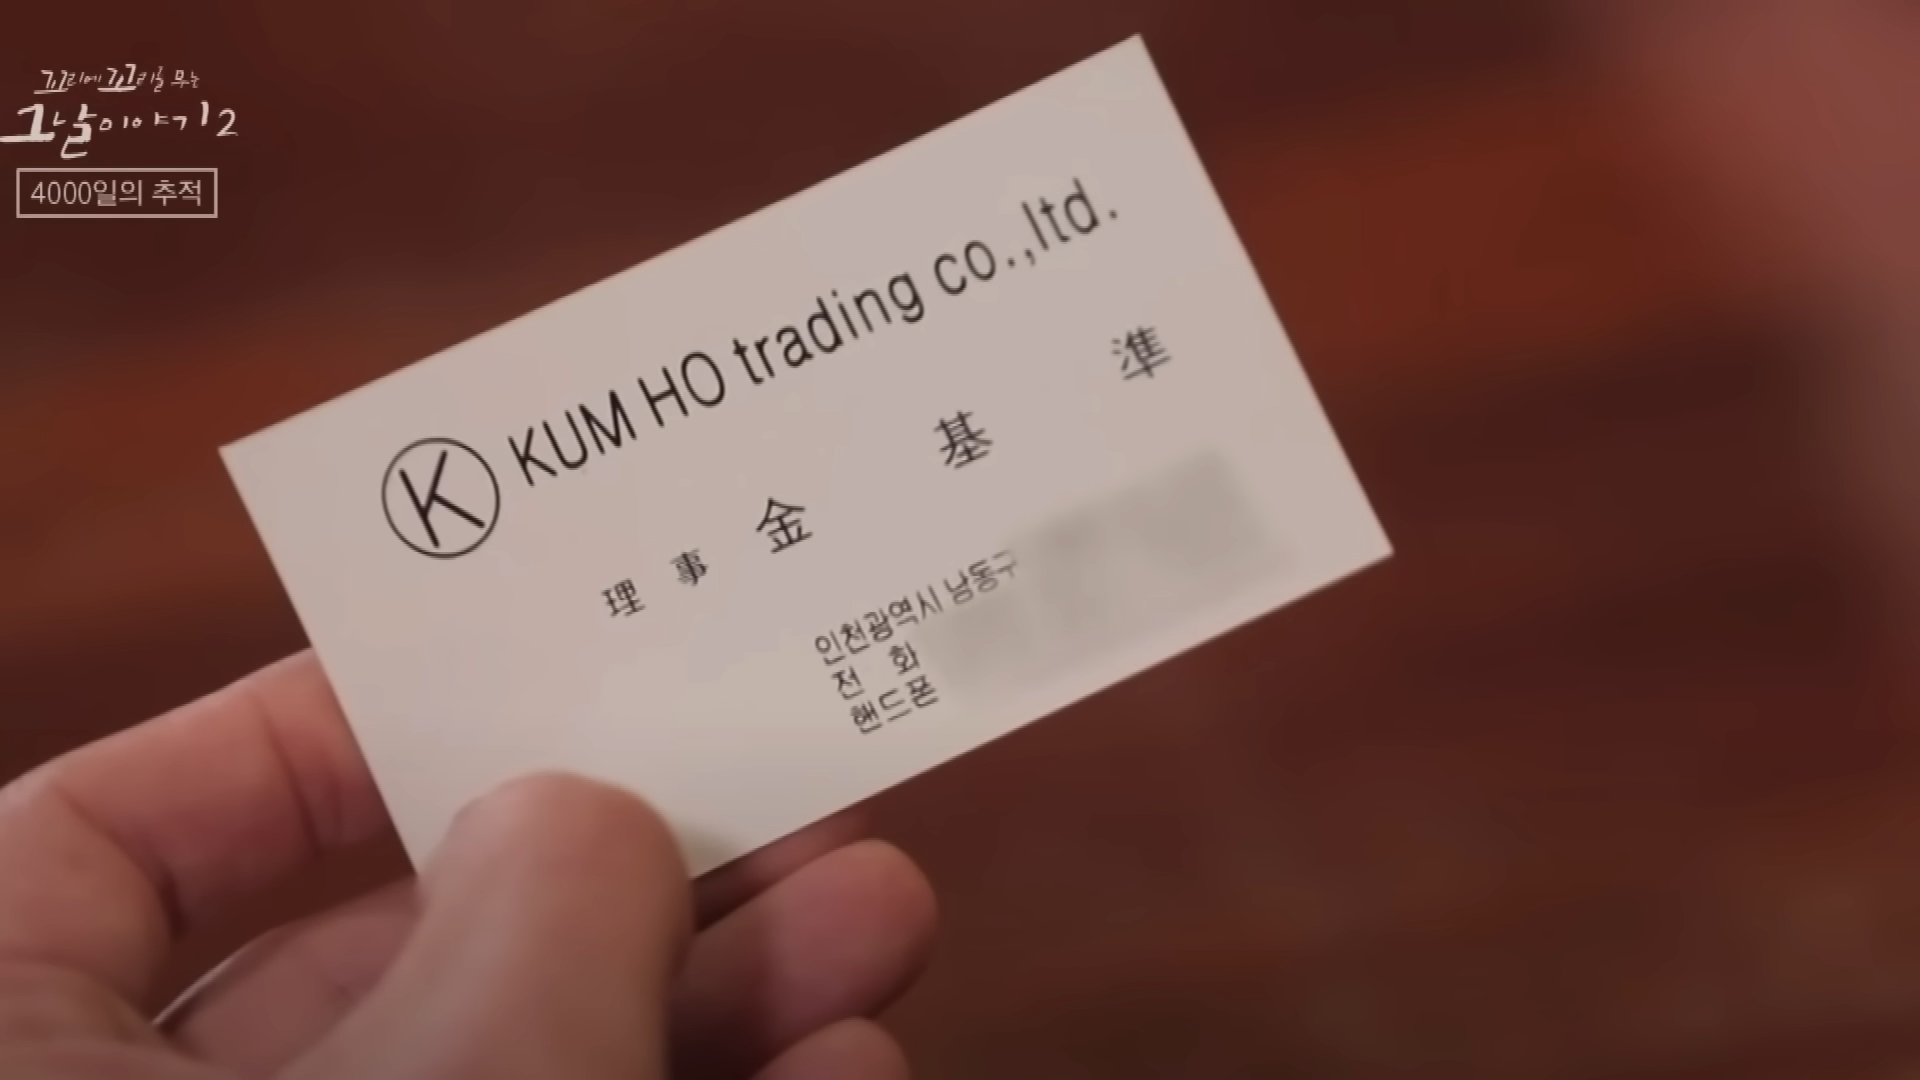 꼬리에 꼬리를 무는
그날 이야기 2
4000일의 추적
K KUM HO trading co.,ltd.
理事 金基準
인천광역시 남동구
전 화
핸드폰